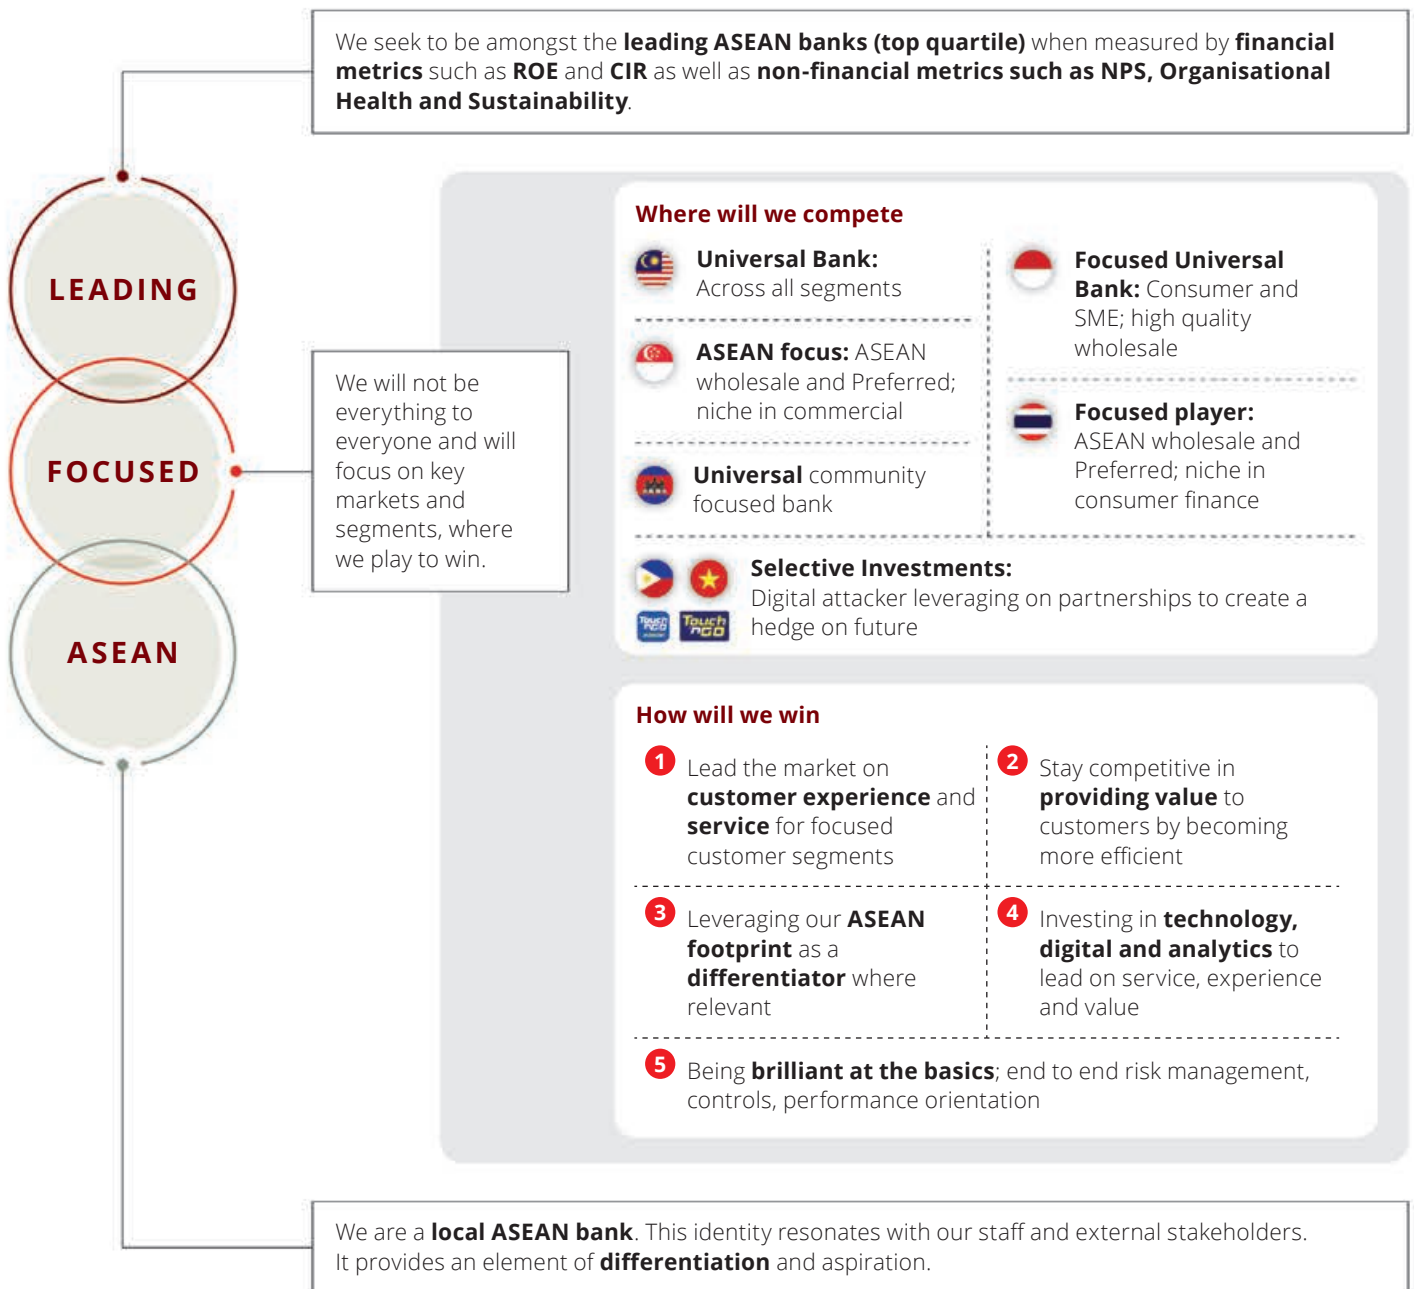 We seek to be amongst the leading ASEAN banks (top quartile) when measured by financial
metrics such as ROE and CIR as well as non-financial metrics such as NPS, Organisational
Health and Sustainability.
LEADING
FOCUSED
ASEAN
We will not be
everything to
everyone and will
focus on key
markets and
segments, where
we play to win.
Where will we compete
Universal Bank:
Across all segments
ASEAN focus: ASEAN
wholesale and Preferred;
niche in commercial
Universal community
focused bank
Focused Universal
Bank: Consumer and
SME; high quality
wholesale
Focused player:
ASEAN wholesale and
Preferred; niche in
consumer finance
Selective Investments:
Digital attacker leveraging on partnerships to create a
hedge on future
Touch
nGO
Touch
nGO
How will we win
1 Lead the market on
customer experience and
service for focused
customer segments
2 Stay competitive in
providing value to
customers by becoming
more efficient
3 Leveraging our ASEAN
footprint as a
differentiator where
relevant
4 Investing in technology,
digital and analytics to
lead on service, experience
and value
5 Being brilliant at the basics; end to end risk management,
controls, performance orientation
We are a local ASEAN bank. This identity resonates with our staff and external stakeholders.
It provides an element of differentiation and aspiration.